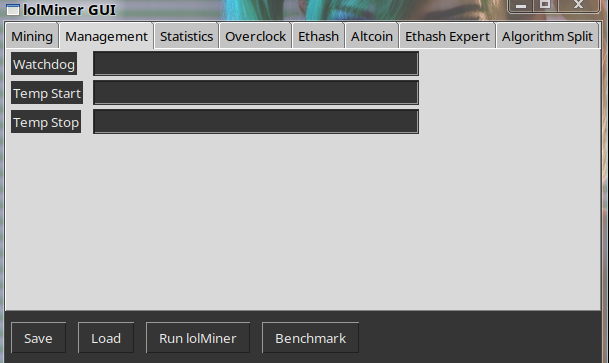 lolMiner GUI
Mining Management Statistics Overclock Ethash Altcoin Ethash Expert Algorithm Split
Watchdog
Temp Start
Temp Stop
Save Load Run lolMiner Benchmark